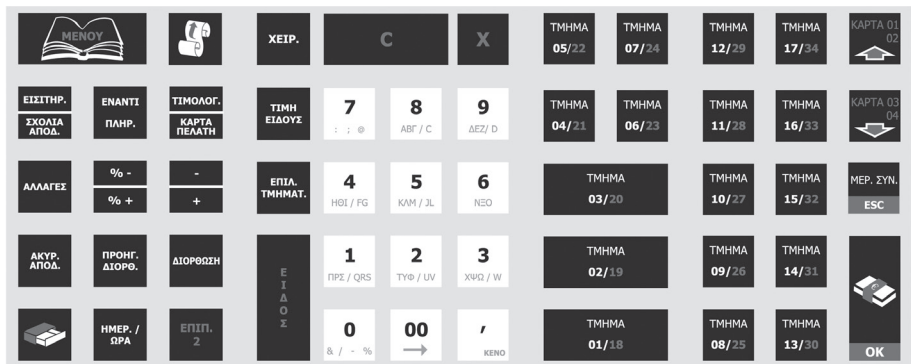 ΜΕΝΟΥ
ΧΕΙΡ.
C
X
ΤΜΗΜΑ
05/22
ΤΜΗΜΑ
07/24
ΤΜΗΜΑ
12/29
ΤΜΗΜΑ
17/34
ΚΑΡΤΑ 01
02
ΕΙΣΙΤΗΡ.
ΣΧΟΛΙΑ
ΑΠΟΔ.
ΕΝΑΝΤΙ
ΠΛΗΡ.
ΤΙΜΟΛΟΓ.
ΚΑΡΤΑ
ΠΕΛΑΤΗ
ΤΙΜΗ
ΕΙΔΟΥΣ
7
: ; @
8
ΑΒΓ / C
9
ΔΕΖ/ D
ΤΜΗΜΑ
04/21
ΤΜΗΜΑ
06/23
ΤΜΗΜΑ
11/28
ΤΜΗΜΑ
16/33
ΚΑΡΤΑ 03
04
ΑΛΛΑΓΕΣ
% -
% +
-
+
ΕΠΙΛ.
ΤΜΗΜΑΤ.
4
ΗΘΙ / FG
5
ΚΛΜ / JL
6
ΝΞΟ
ΤΜΗΜΑ
03/20
ΤΜΗΜΑ
10/27
ΤΜΗΜΑ
15/32
ΜΕΡ. ΣΥΝ.
ESC
ΑΚΥΡ.
ΑΠΟΔ.
ΠΡΟΗΓ.
ΔΙΟΡΘ.
ΔΙΟΡΘΩΣΗ
ΕΙΔΟΣ
1
ΠΡΣ / QRS
2
ΤΥΦ / UV
3
ΧΨΩ / W
ΤΜΗΜΑ
02/19
ΤΜΗΜΑ
09/26
ΤΜΗΜΑ
14/31
ΗΜΕΡ. /
ΩΡΑ
ΕΠΙΠ.
2
0
& / - %
00
,
ΚΕΝΟ
ΤΜΗΜΑ
01/18
ΤΜΗΜΑ
08/25
ΤΜΗΜΑ
13/30
OK